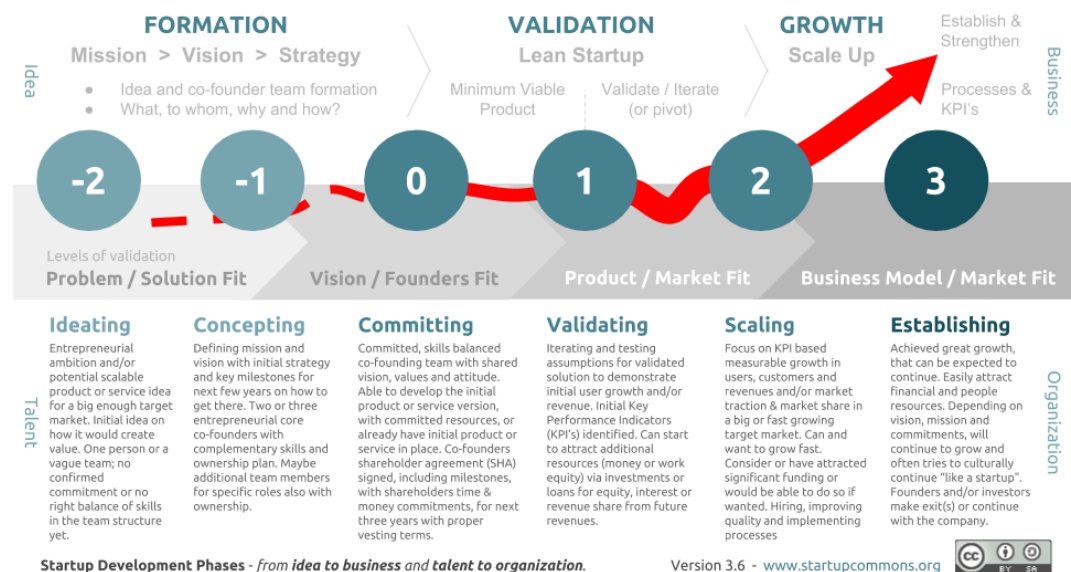 FORMATION
Mission > Vision > Strategy
● Idea and co-founder team formation
● What, to whom, why and how?
VALIDATION
Lean Startup
Minimum Viable
Product
Validate / Iterate
(or pivot)
GROWTH
Scale Up
Establish &
Strengthen
Processes &
KPI's
Idea
Business
-2
-1
0
1
2
3
Levels of validation
Problem / Solution Fit
Vision / Founders Fit
Product / Market Fit
Business Model / Market Fit
Talent
Organization
Ideating
Entrepreneurial
ambition and/or
potential scalable
product or service idea
for a big enough target
market. Initial idea on
how it would create
value. One person or a
vague team; no
confirmed
commitment or no
right balance of skills
in the team structure
yet.
Concepting
Defining mission and
vision with initial strategy
and key milestones for
next few years on how to
get there. Two or three
entrepreneurial core
co-founders with
complementary skills and
ownership plan. Maybe
additional team members
for specific roles also with
ownership.
Committing
Committed, skills balanced
co-founding team with shared
vision, values and attitude.
Able to develop the initial
product or service version,
with committed resources, or
already have initial product or
service in place. Co-founders
shareholder agreement (SHA)
signed, including milestones,
with shareholders time &
money commitments, for next
three years with proper
vesting terms.
Validating
Iterating and testing
assumptions for validated
solution to demonstrate
initial user growth and/or
revenue. Initial Key
Performance Indicators
(KPI's) identified. Can start
to attract additional
resources (money or work
equity) via investments or
loans for equity, interest or
revenue share from future
revenues.
Scaling
Focus on KPI based
measurable growth in
users, customers and
revenues and/or market
traction & market share in
a big or fast growing
target market. Can and
want to grow fast.
Consider or have attracted
significant funding or
would be able to do so if
wanted. Hiring, improving
quality and implementing
processes
Establishing
Achieved great growth,
that can be expected to
continue. Easily attract
financial and people
resources. Depending on
vision, mission and
commitments, will
continue to grow and
often tries to culturally
continue "like a startup".
Founders and/or investors
make exit(s) or continue
with the company.
Startup Development Phases - from idea to business and talent to organization.
Version 3.6 - www.startupcommons.org
cc BY SA